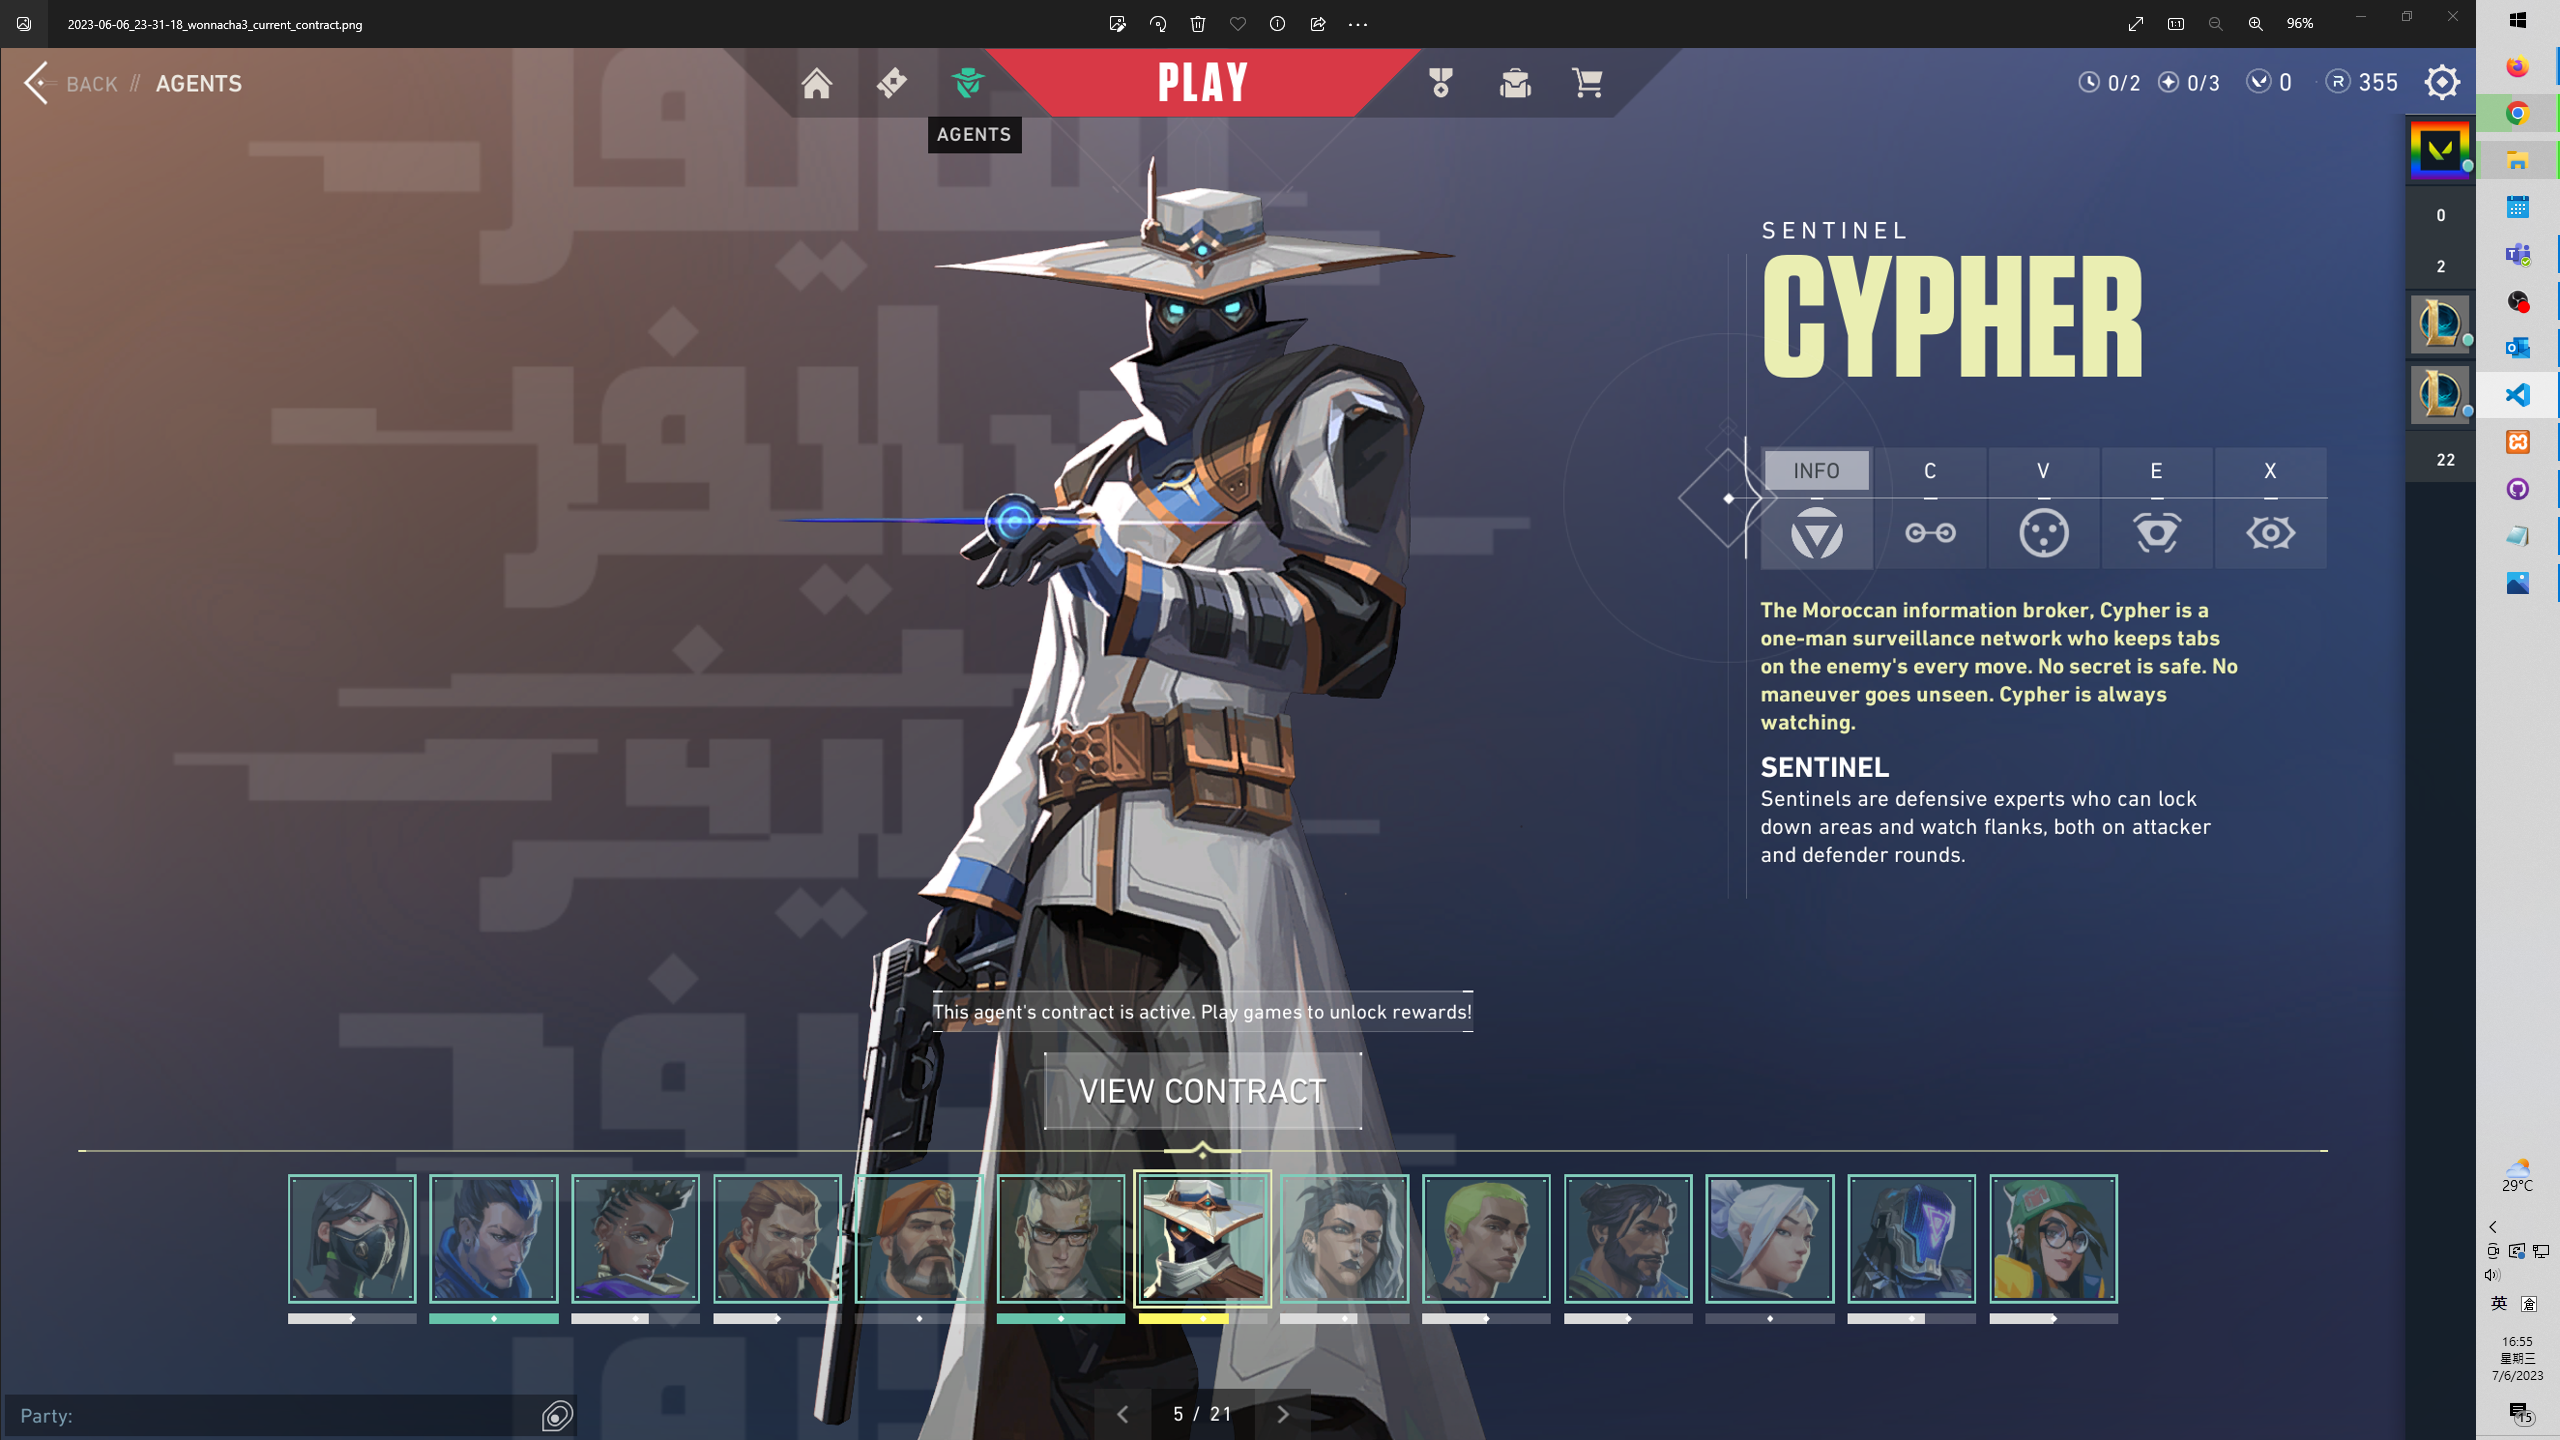 2023-06-06_23-31-18_wonnacha3_current_contract.png
96%
BACK // AGENTS
PLAY
0/2
0/3
0
355
AGENTS
0
2
22
SENTINEL
CYPHER
INFO
C
V
E
X
The Moroccan information broker, Cypher is a
one-man surveillance network who keeps tabs
on the enemy's every move. No secret is safe. No
maneuver goes unseen. Cypher is always
watching.
SENTINEL
Sentinels are defensive experts who can lock
down areas and watch flanks, both on attacker
and defender rounds.
This agent's contract is active. Play games to unlock rewards!
VIEW CONTRACT
Party:
5 / 21
29°C
英
倉
16:55
星期三
7/6/2023
15